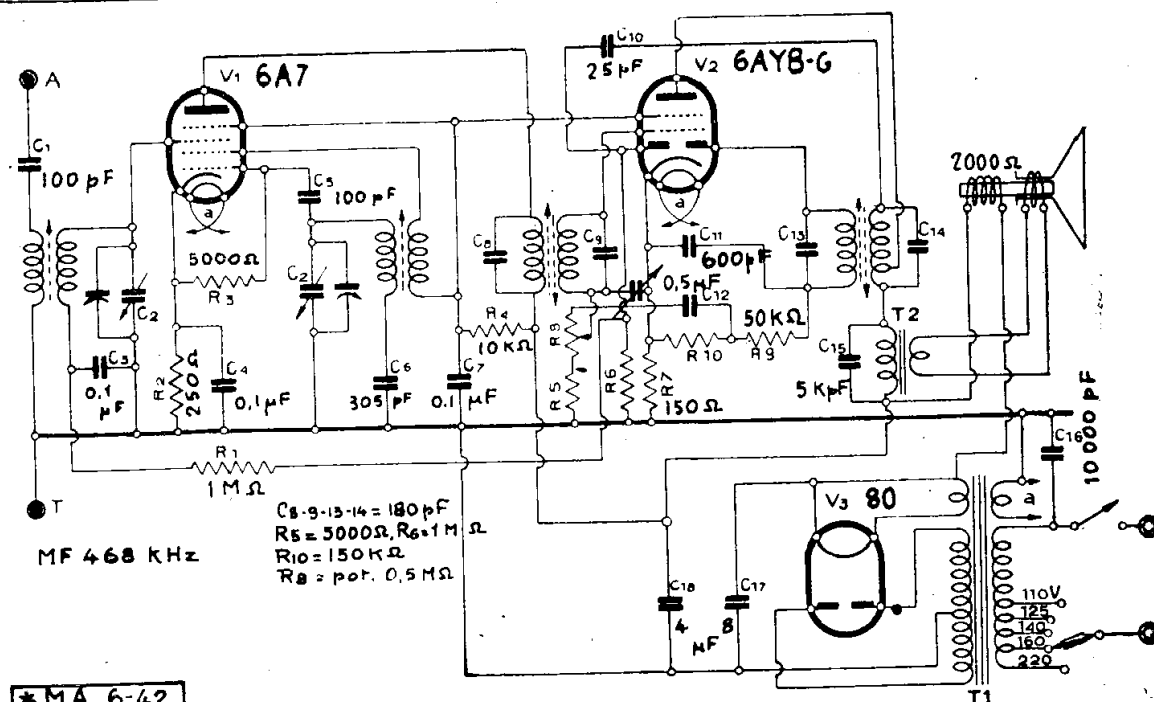 A
C1
100 pF
V1 6A7
a
C2
C3
0.1
µF
5000Ω
R3
R2
250Ω
C4
0,1µF
C5
100 pF
C2
C6
305 pF
R4
10KΩ
C7
0.1 µF
C8
C9
C10
25 µF
V2 6AY8-G
a
C11
600 pF
0,5 µF
C12
R8
R5
R6
R7
150 Ω
R10
50KΩ
R9
C13
C14
C15
5 KpF
T2
2000 Ω
C16
10000 pF
R1
1 MΩ
T
MF 468 KHz
C8-9-13-14 = 180 pF
R5 = 5000Ω, R6=1 MΩ
R10 = 150 KΩ
R8 = pot. 0,5 MΩ
C18
4
µF
C17
8
V3 80
a
110V
125
140
160
220
T1
* MA 6-42